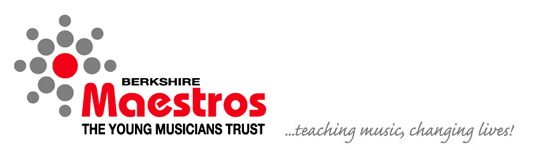 BERKSHIRE
Maestros
THE YOUNG MUSICIANS TRUST
...teaching music, changing lives!